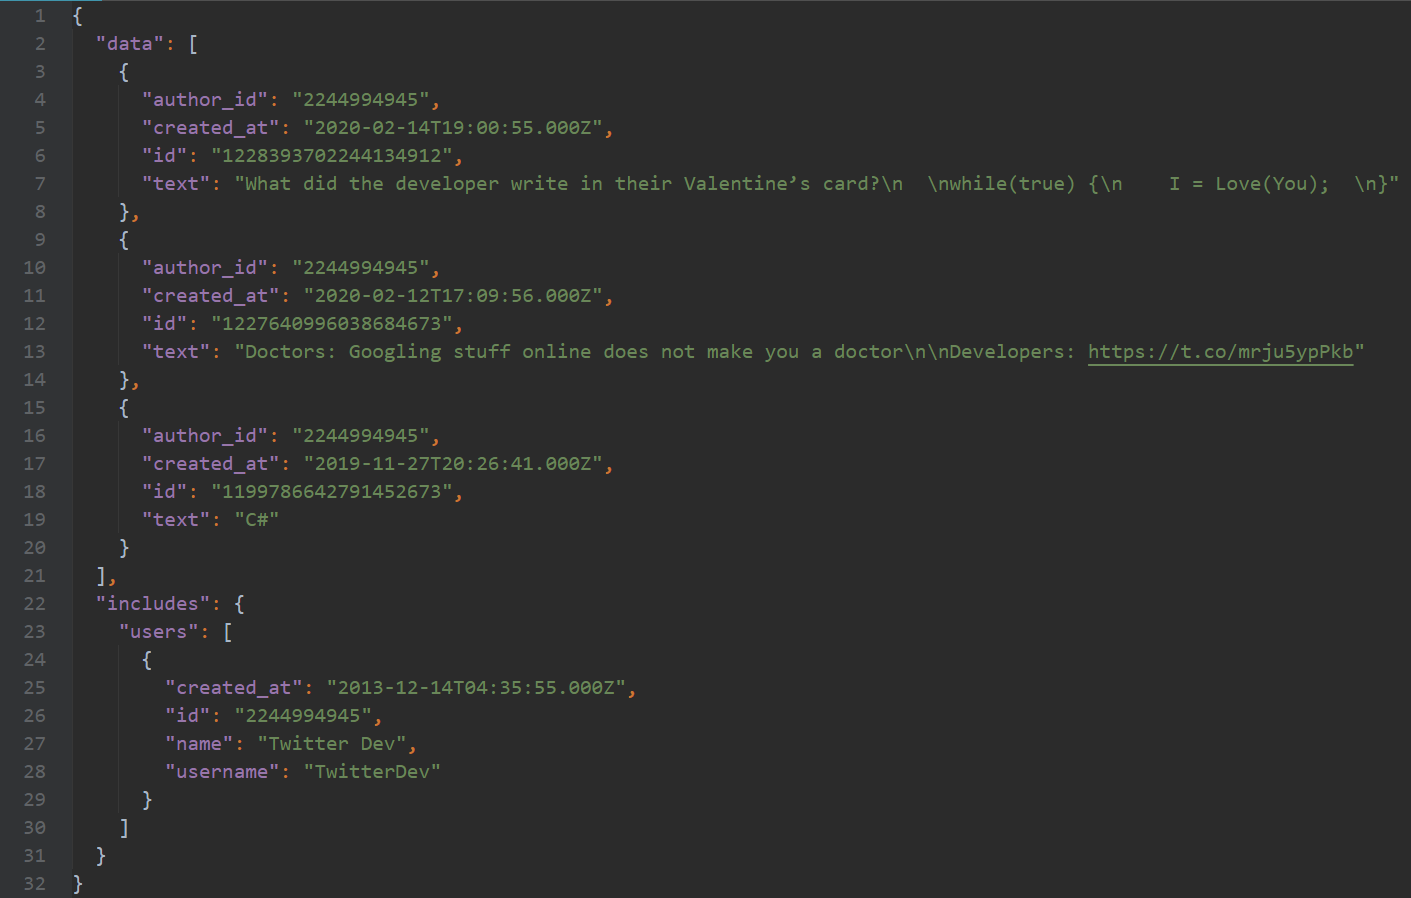 1 {
2   "data": [
3     {
4       "author_id": "2244994945",
5       "created_at": "2020-02-14T19:00:55.000Z",
6       "id": "1228393702244134912",
7       "text": "What did the developer write in their Valentine’s card?\n  \nwhile(true) {\n    I = Love(You);  \n}"
8     },
9     {
10       "author_id": "2244994945",
11       "created_at": "2020-02-12T17:09:56.000Z",
12       "id": "1227640996038684673",
13       "text": "Doctors: Googling stuff online does not make you a doctor\n\nDevelopers: https://t.co/mrju5ypPkb"
14     },
15     {
16       "author_id": "2244994945",
17       "created_at": "2019-11-27T20:26:41.000Z",
18       "id": "1199786642791452673",
19       "text": "C#"
20     }
21   ],
22   "includes": {
23     "users": [
24       {
25         "created_at": "2013-12-14T04:35:55.000Z",
26         "id": "2244994945",
27         "name": "Twitter Dev",
28         "username": "TwitterDev"
29       }
30     ]
31   }
32 }